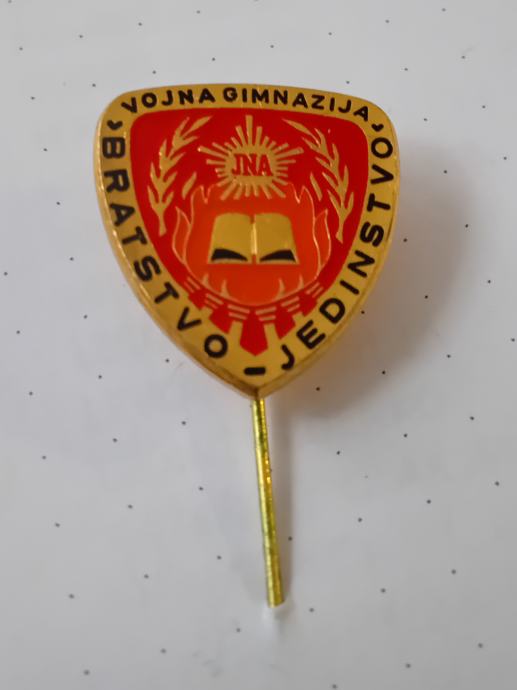 VOJNA GIMNAZIJA
JNA
"BRATSTVO – JEDINSTVO"